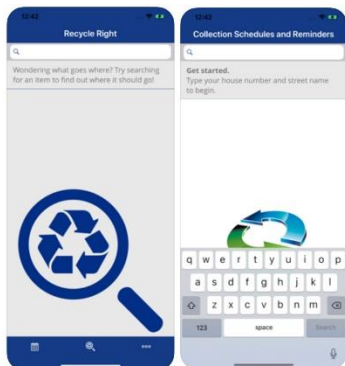 12:42
Recycle Right
Wondering what goes where? Try searching
for an item to find out where it should go!
12:42
Collection Schedules and Reminders
Get started.
Type your house number and street name
to begin.
q w e r t y u i o p
a s d f g h j k l
z x c v b n m
123 space Search